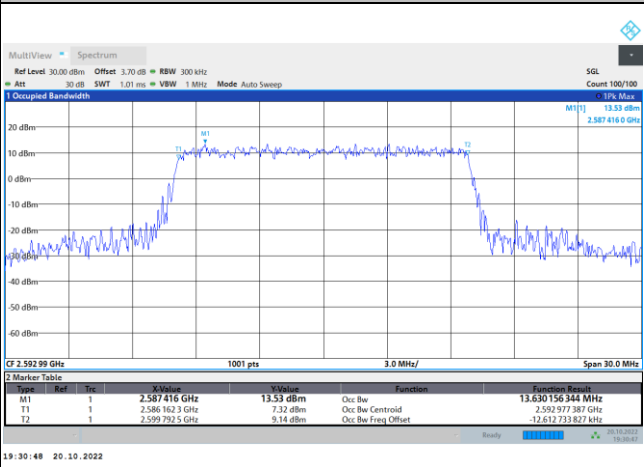 MultiView Spectrum
Ref Level 30.00 dBm Offset 3.70 dB RBW 300 kHz SGL
Att 30 dB SWT 1.01 ms VBW 1 MHz Mode Auto Sweep Count 100/100
1 Occupied Bandwidth 1Pk Max
M1[1] 13.53 dBm
2.587 416 0 GHz
20 dBm
M1
T1
T2
10 dBm
0 dBm
-10 dBm
-20 dBm
-30 dBm
-40 dBm
-50 dBm
-60 dBm
CF 2.592 99 GHz 1001 pts 3.0 MHz/ Span 30.0 MHz
2 Marker Table
Type Ref Trc X-Value Y-Value Function Function Result
M1 1 2.587 416 GHz 13.53 dBm Occ Bw 13.630 156 344 MHz
T1 1 2.586 162 3 GHz 7.32 dBm Occ Bw Centroid 2.592 977 387 GHz
T2 1 2.599 792 5 GHz 9.14 dBm Occ Bw Freq Offset -12.612 733 827 kHz
Ready 20.10.2022
19:30:47
19:30:48 20.10.2022